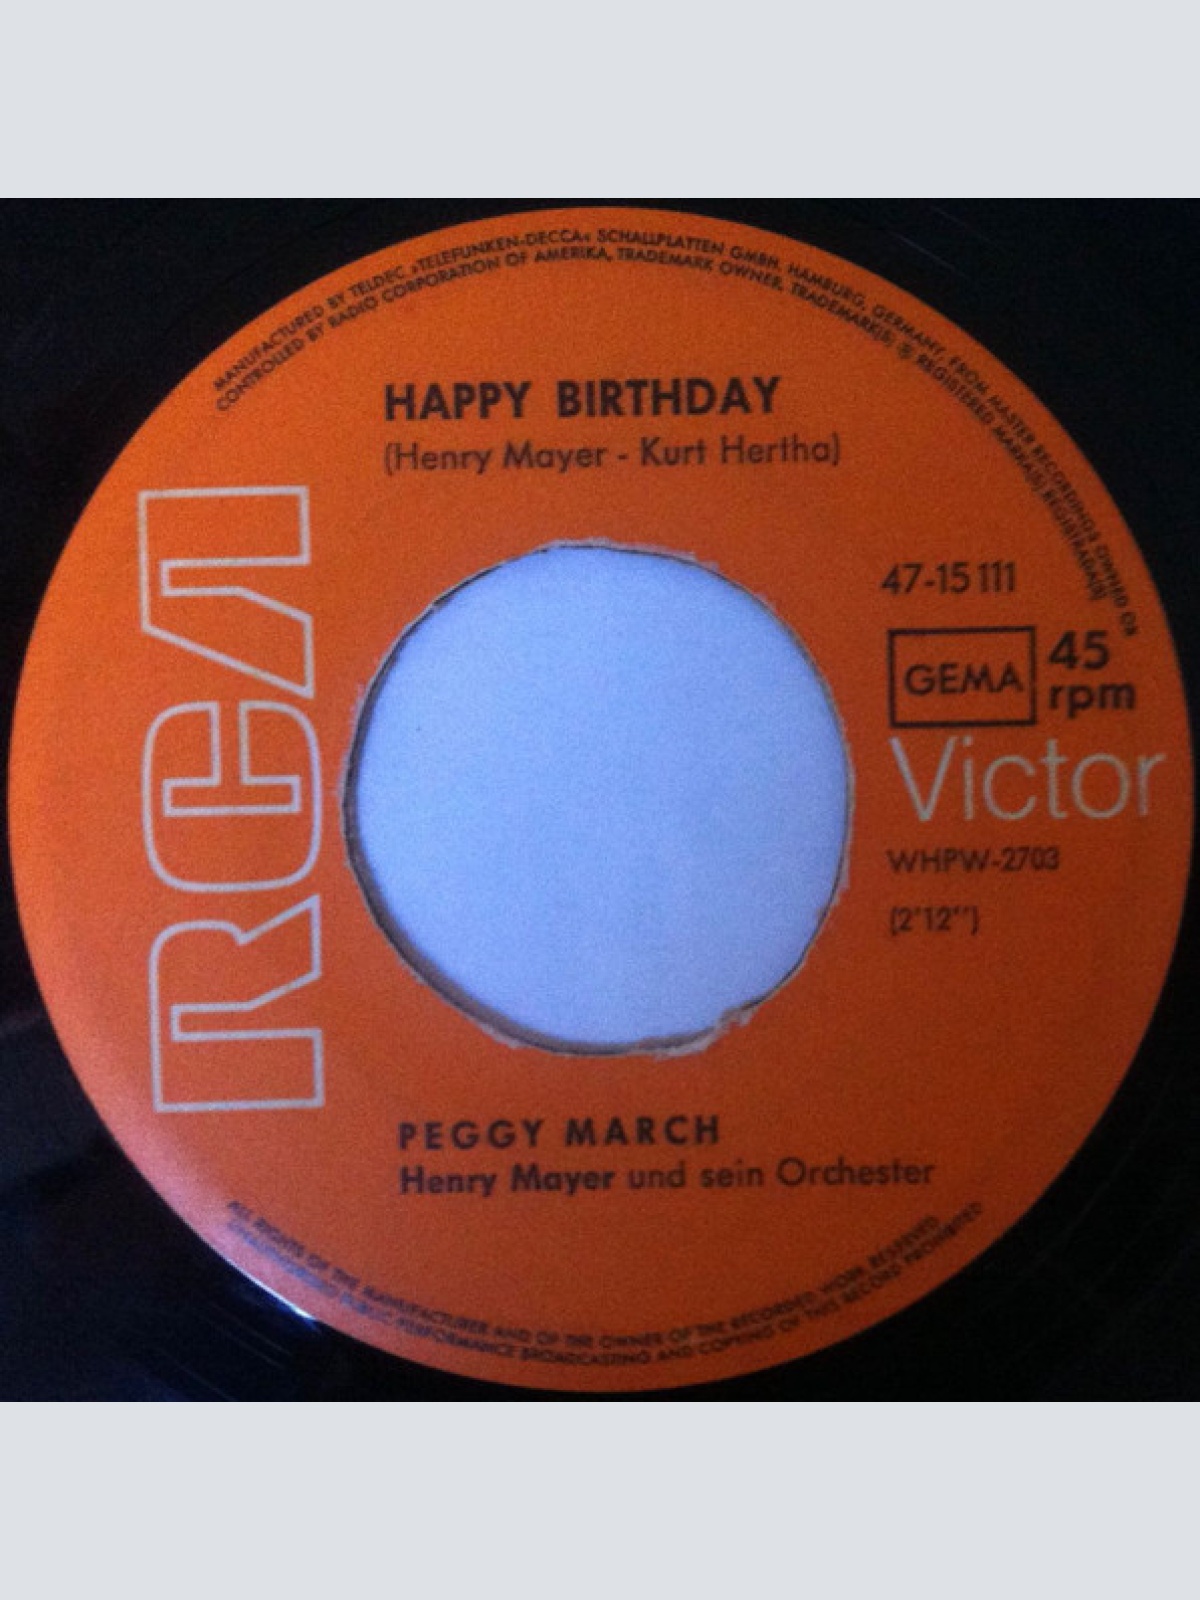 MANUFACTURED BY TELDEC »TELEFUNKEN-DECCA« SCHALLPLATTEN GMBH, HAMBURG, GERMANY, FROM MASTER RECORDINGS OWNED OR
CONTROLLED BY RADIO CORPORATION OF AMERIKA, TRADEMARK OWNER. TRADEMARK(S) ® REGISTERED MARCA(S) REGISTRADA(S)
HAPPY BIRTHDAY
(Henry Mayer - Kurt Hertha)
RCA
47-15 111
GEMA
45
rpm
Victor
WHPW-2703
(2'12'')
PEGGY MARCH
Henry Mayer und sein Orchester
ALL RIGHTS OF THE MANUFACTURER AND OF THE OWNER OF THE RECORDED WORK RESERVED
UNAUTHORIZED PUBLIC PERFORMANCE BROADCASTING AND COPYING OF THIS RECORD PROHIBITED